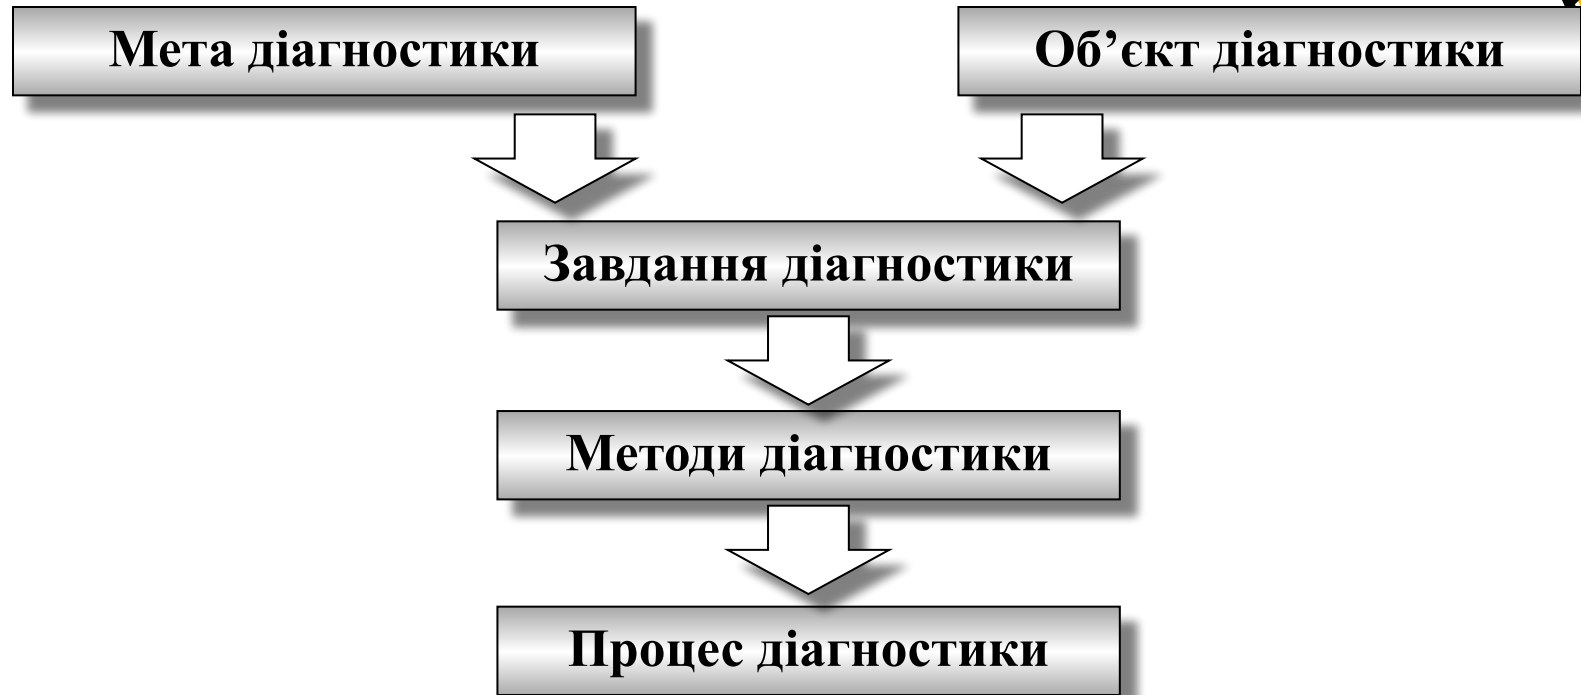 Мета діагностики
Об’єкт діагностики
Завдання діагностики
Методи діагностики
Процес діагностики